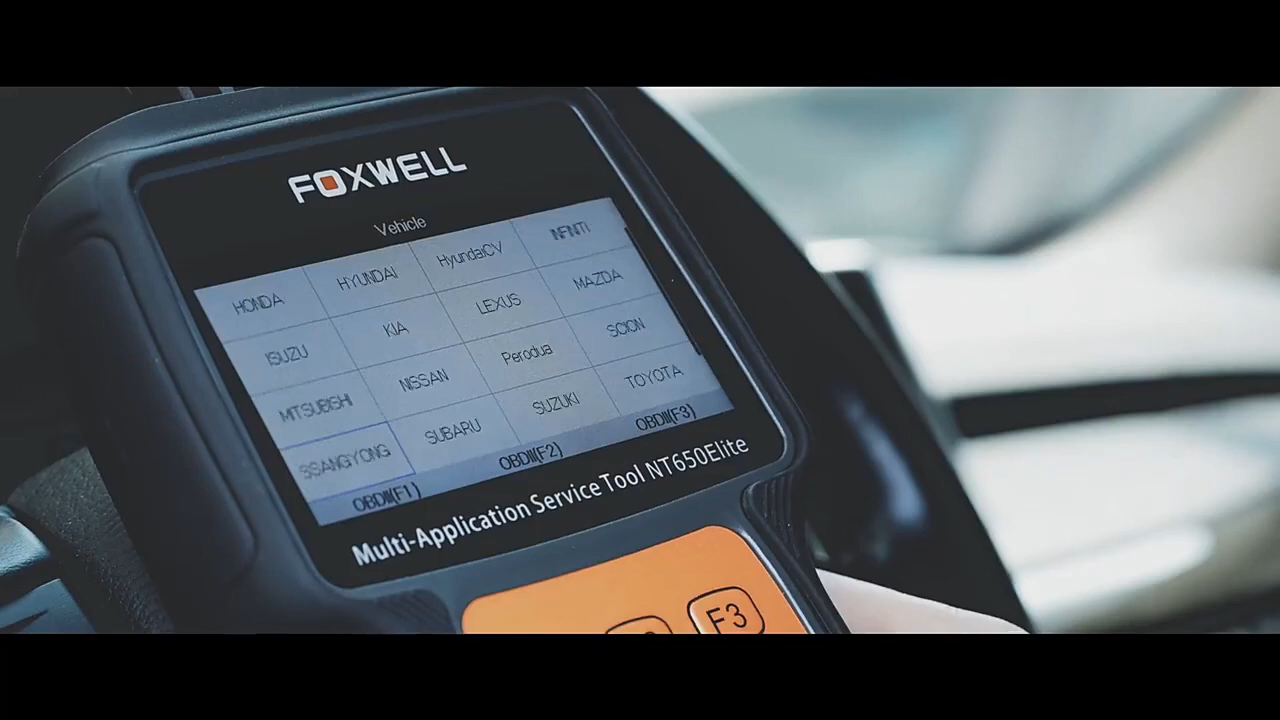 FOXWELL
Vehicle
HONDA HYUNDAI HyundaiCV INFINITI
ISUZU KIA LEXUS MAZDA
MITSUBISHI NISSAN Perodua SCION
SSANGYONG SUBARU SUZUKI TOYOTA
OBDII(F1) OBDII(F2) OBDII(F3)
Multi-Application Service Tool NT650Elite
F3